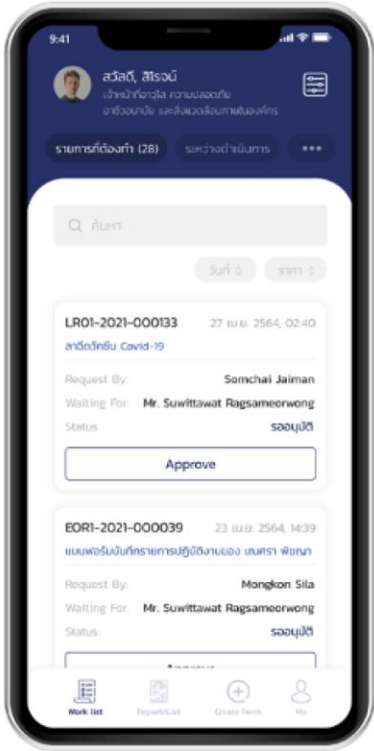 9:41
สวัสดี, สิโรจน์
เจ้าหน้าที่อาวุโส ความปลอดภัย
อาชีวอนามัย และสิ่งแวดล้อมภายในองค์กร
รายการที่ต้องทำ (28) ระหว่างดำเนินการ
ค้นหา
วันที่ ราคา
LR01-2021-000133 27 เม.ย. 2564, 02:40
ลาฉีดวัคซีน Covid-19
Request By: Somchai Jaiman
Waiting For: Mr. Suwittawat Ragsameorwong
Status รออนุมัติ
Approve
EOR1-2021-000039 23 เม.ย. 2564, 14:39
แบบฟอร์มบันทึกรายการปฏิบัติงานของ เกศรา พิชญา
Request By: Mongkon Sila
Waiting For: Mr. Suwittawat Ragsameorwong
Status รออนุมัติ
Approve
Work list Report/List Create Form Me